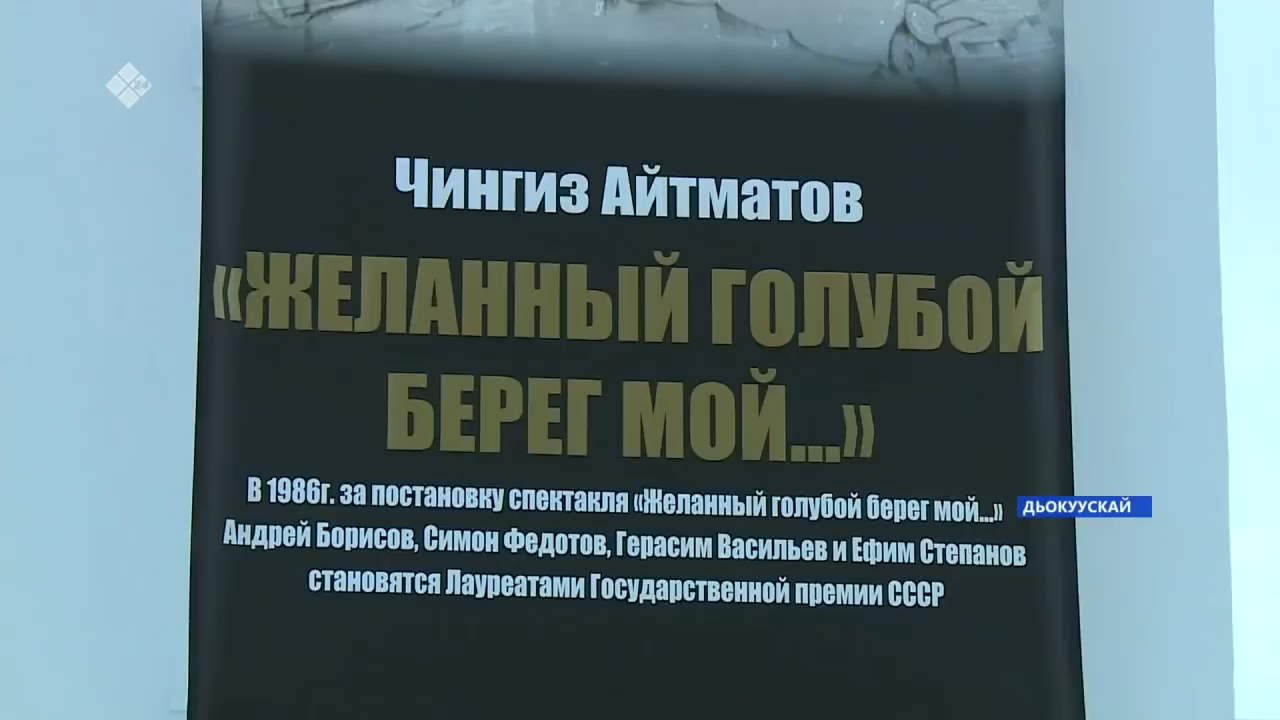 24
Чингиз Айтматов
«ЖЕЛАННЫЙ ГОЛУБОЙ
БЕРЕГ МОЙ...»
В 1986г. за постановку спектакля «Желанный голубой берег мой...»
Андрей Борисов, Симон Федотов, Герасим Васильев и Ефим Степанов
становятся Лауреатами Государственной премии СССР
ДЬОКУУСКАЙ